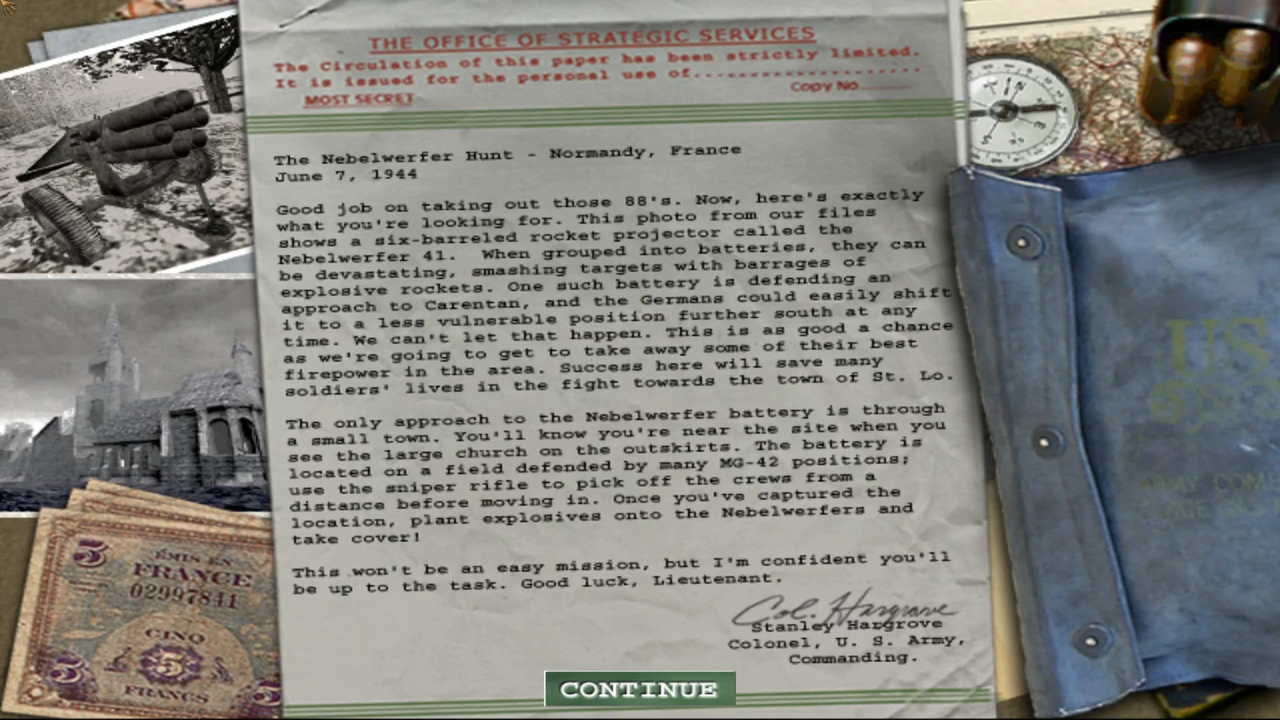 THE OFFICE OF STRATEGIC SERVICES
The Circulation of this paper has been strictly limited.
It is issued for the personal use of....................
MOST SECRET
Copy No.........
The Nebelwerfer Hunt - Normandy, France
June 7, 1944
Good job on taking out those 88's. Now, here's exactly
what you're looking for. This photo from our files
shows a six-barreled rocket projector called the
Nebelwerfer 41.  When grouped into batteries, they can
be devastating, smashing targets with barrages of
explosive rockets. One such battery is defending an
approach to Carentan, and the Germans could easily shift
it to a less vulnerable position further south at any
time. We can't let that happen. This is as good a chance
as we're going to get to take away some of their best
firepower in the area. Success here will save many
soldiers' lives in the fight towards the town of St. Lo.
The only approach to the Nebelwerfer battery is through
a small town. You'll know you're near the site when you
see the large church on the outskirts. The battery is
located on a field defended by many MG-42 positions;
use the sniper rifle to pick off the crews from a
distance before moving in. Once you've captured the
location, plant explosives onto the Nebelwerfers and
take cover!
This won't be an easy mission, but I'm confident you'll
be up to the task. Good luck, Lieutenant.
Col. Hargrove
Stanley Hargrove
Colonel, U. S. Army,
Commanding.
CONTINUE
5
ÉMIS EN
FRANCE
02997841
CINQ
5
5
5
FRANCS
US